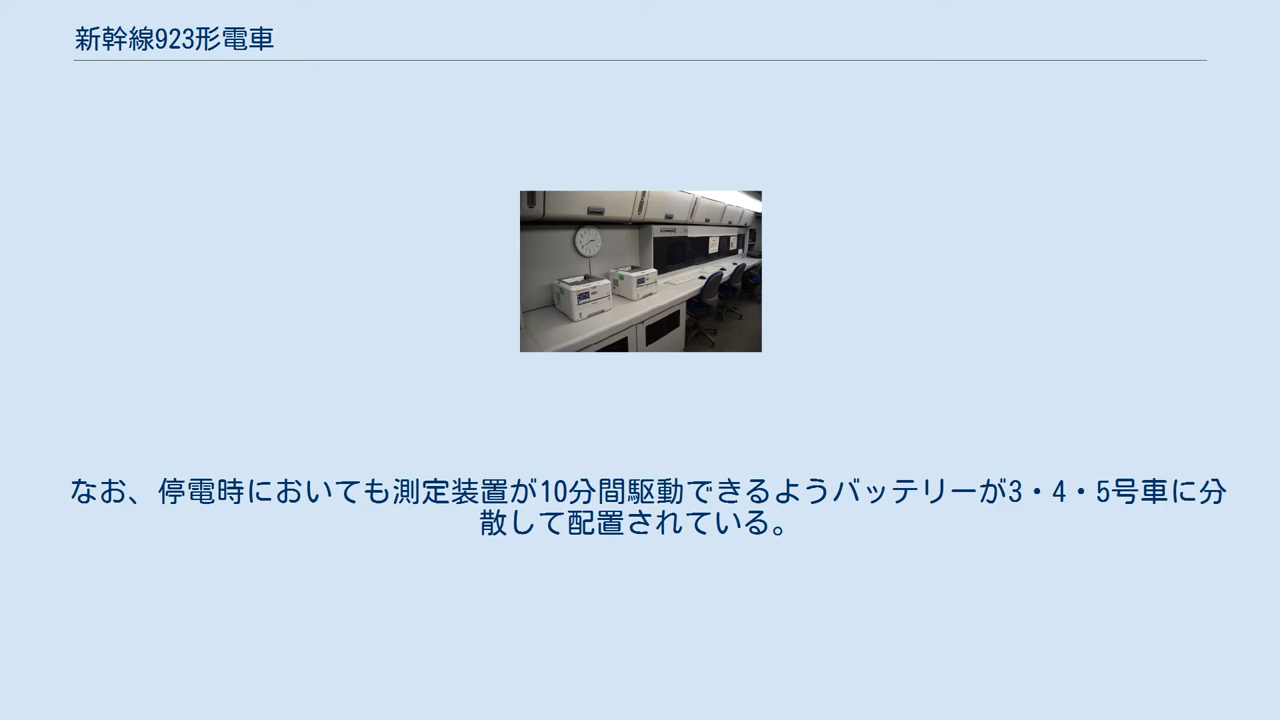 新幹線923形電車
なお、停電時においても測定装置が10分間駆動できるようバッテリーが3・4・5号車に分
散して配置されている。